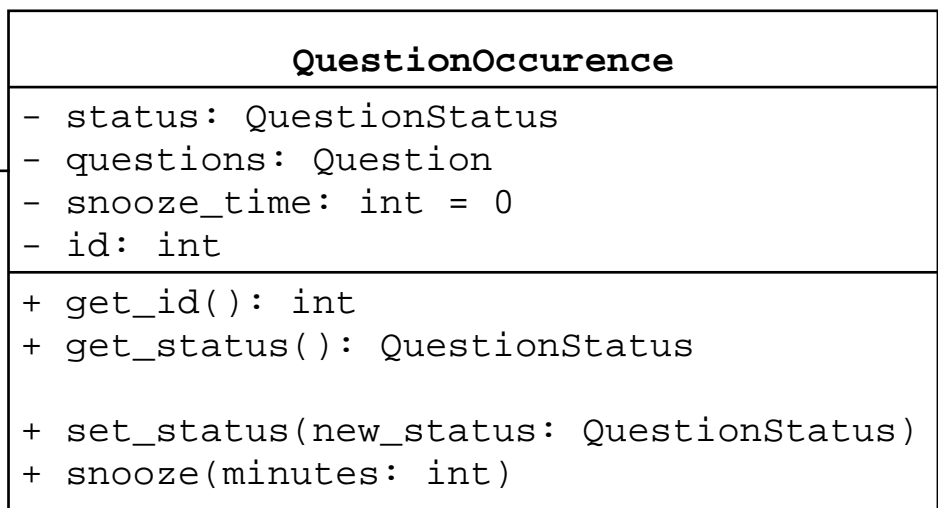 QuestionOccurence
- status: QuestionStatus
- questions: Question
- snooze_time: int = 0
- id: int
+ get_id(): int
+ get_status(): QuestionStatus
+ set_status(new_status: QuestionStatus)
+ snooze(minutes: int)